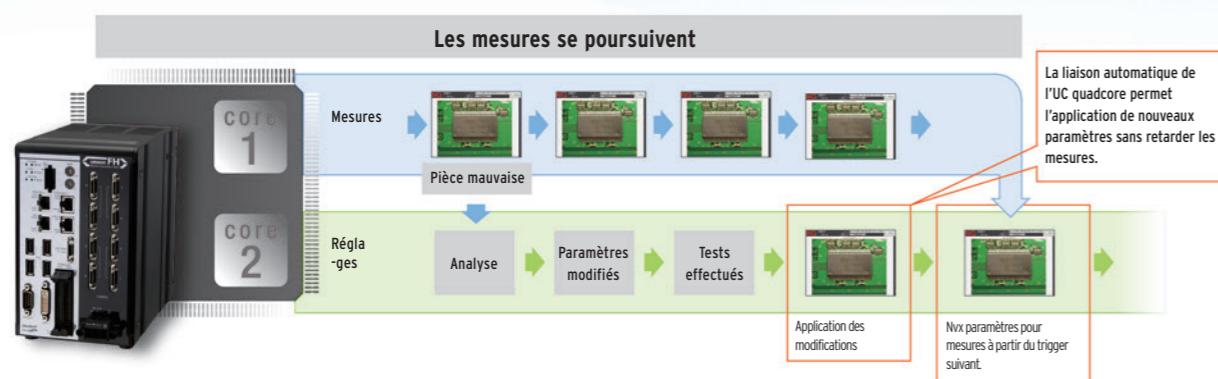 Les mesures se poursuivent
La liaison automatique de
l'UC quadcore permet
l'application de nouveaux
paramètres sans retarder les
mesures.
core
1
Mesures
Pièce mauvaise
FH
core
2
Régla
-ges
Analyse
Paramètres
modifiés
Tests
effectués
Application des
modifications
Nvx paramètres pour
mesures à partir du trigger
suivant.